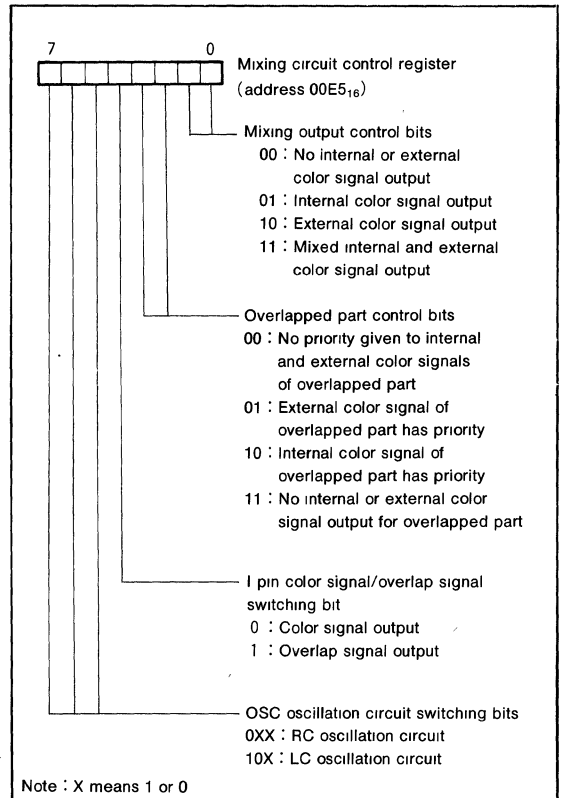 7 0
Mixing circuit control register
(address 00E5₁₆)
Mixing output control bits
00 : No internal or external
color signal output
01 : Internal color signal output
10 : External color signal output
11 : Mixed internal and external
color signal output
Overlapped part control bits
00 : No priority given to internal
and external color signals
of overlapped part
01 : External color signal of
overlapped part has priority
10 : Internal color signal of
overlapped part has priority
11 : No internal or external color
signal output for overlapped part
I pin color signal/overlap signal
switching bit
0 : Color signal output
1 : Overlap signal output
OSC oscillation circuit switching bits
0XX : RC oscillation circuit
10X : LC oscillation circuit
Note : X means 1 or 0